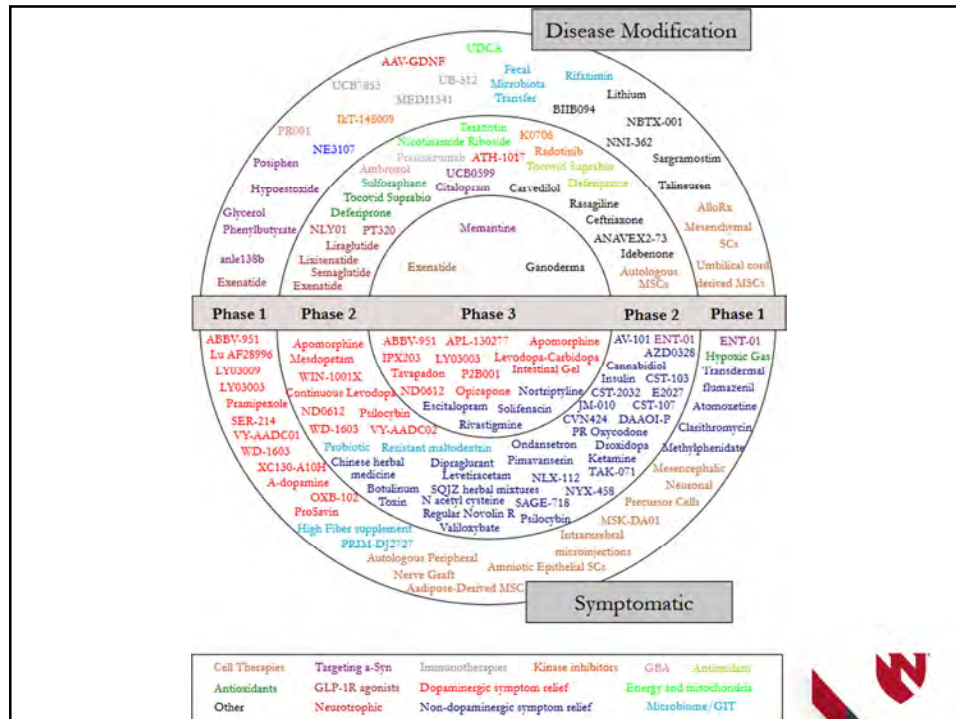 Disease Modification
UDCA
AAV-GDNF
UCB7853
UB-312
Fecal
Microbiota
Transfer
Rifaximin
MEDI1341
Lithium
BIIB094
IkT-148009
NBTX-001
PR001
NE3107
Terazotin
Nicotinamide Riboside
K0706
NNI-362
Posiphen
Prasinezumab
ATH-1017
Radotinib
Sargramostim
Ambroxol
UCB0599
Tocovid Suprabio
Hypoestoxide
Sulforaphane
Citalopram
Carvedilol
Deferiprone
Talineuren
Tocovid Suprabio
Rasagiline
AlloRx
Glycerol
Phenylbutyrate
Deferiprone
Ceftriaxone
Mesenchymal
SCs
NLY01
PT320
Memantine
ANAVEX2-73
Liraglutide
Idebenone
anle138b
Lixisenatide
Exenatide
Ganoderma
Autologous
MSCs
Umbilical cord
derived MSCs
Semaglutide
Exenatide
Exenatide
Phase 1
Phase 2
Phase 3
Phase 2
Phase 1
ABBV-951
Apomorphine
ABBV-951
APL-130277
Apomorphine
AV-101
ENT-01
ENT-01
Lu AF28996
Mesdopetam
IPX203
LY03003
Levodopa-Carbidopa
Intestinal Gel
AZD0328
Hypoxic Gas
LY03009
WIN-1001X
Tavapadon
P2B001
Cannabidiol
Transdermal
flumazenil
LY03003
Continuous Levodopa
ND0612
Opicapone
Nortriptyline
Insulin
CST-103
Pramipexole
ND0612
Psilocybin
Escitalopram
Solifenacin
CST-2032
E2027
Atomoxetine
SER-214
WD-1603
VY-AADC02
Rivastigmine
JM-010
CST-107
Clarithromycin
VY-AADC01
CVN424
DAAOI-P
WD-1603
Probiotic
Resistant maltodextrin
Ondansetron
PR Oxycodone
Droxidopa
Methylphenidate
XC130-A10H
Chinese herbal
medicine
Dipraglurant
Pimavanserin
Ketamine
Mesencephalic
Neuronal
Precursor Cells
A-dopamine
Levetiracetam
NLX-112
TAK-071
OXB-102
Botulinum
Toxin
SQJZ herbal mixtures
NYX-458
ProSavin
N acetyl cysteine
SAGE-718
MSK-DA01
High Fiber supplement
Regular Novolin R
Psilocybin
Intracerebral
microinjections
PRIM-DJ2727
Valiloxybate
Autologous Peripheral
Nerve Graft
Amniotic Epithelial SCs
Aadipose-Derived MSC
Symptomatic
Cell Therapies
Targeting a-Syn
Immunotherapies
Kinase inhibitors
GBA
Antioxidant
Antioxidants
GLP-1R agonists
Dopaminergic symptom relief
Energy and mitochondria
Other
Neurotrophic
Non-dopaminergic symptom relief
Microbiome/GIT
N